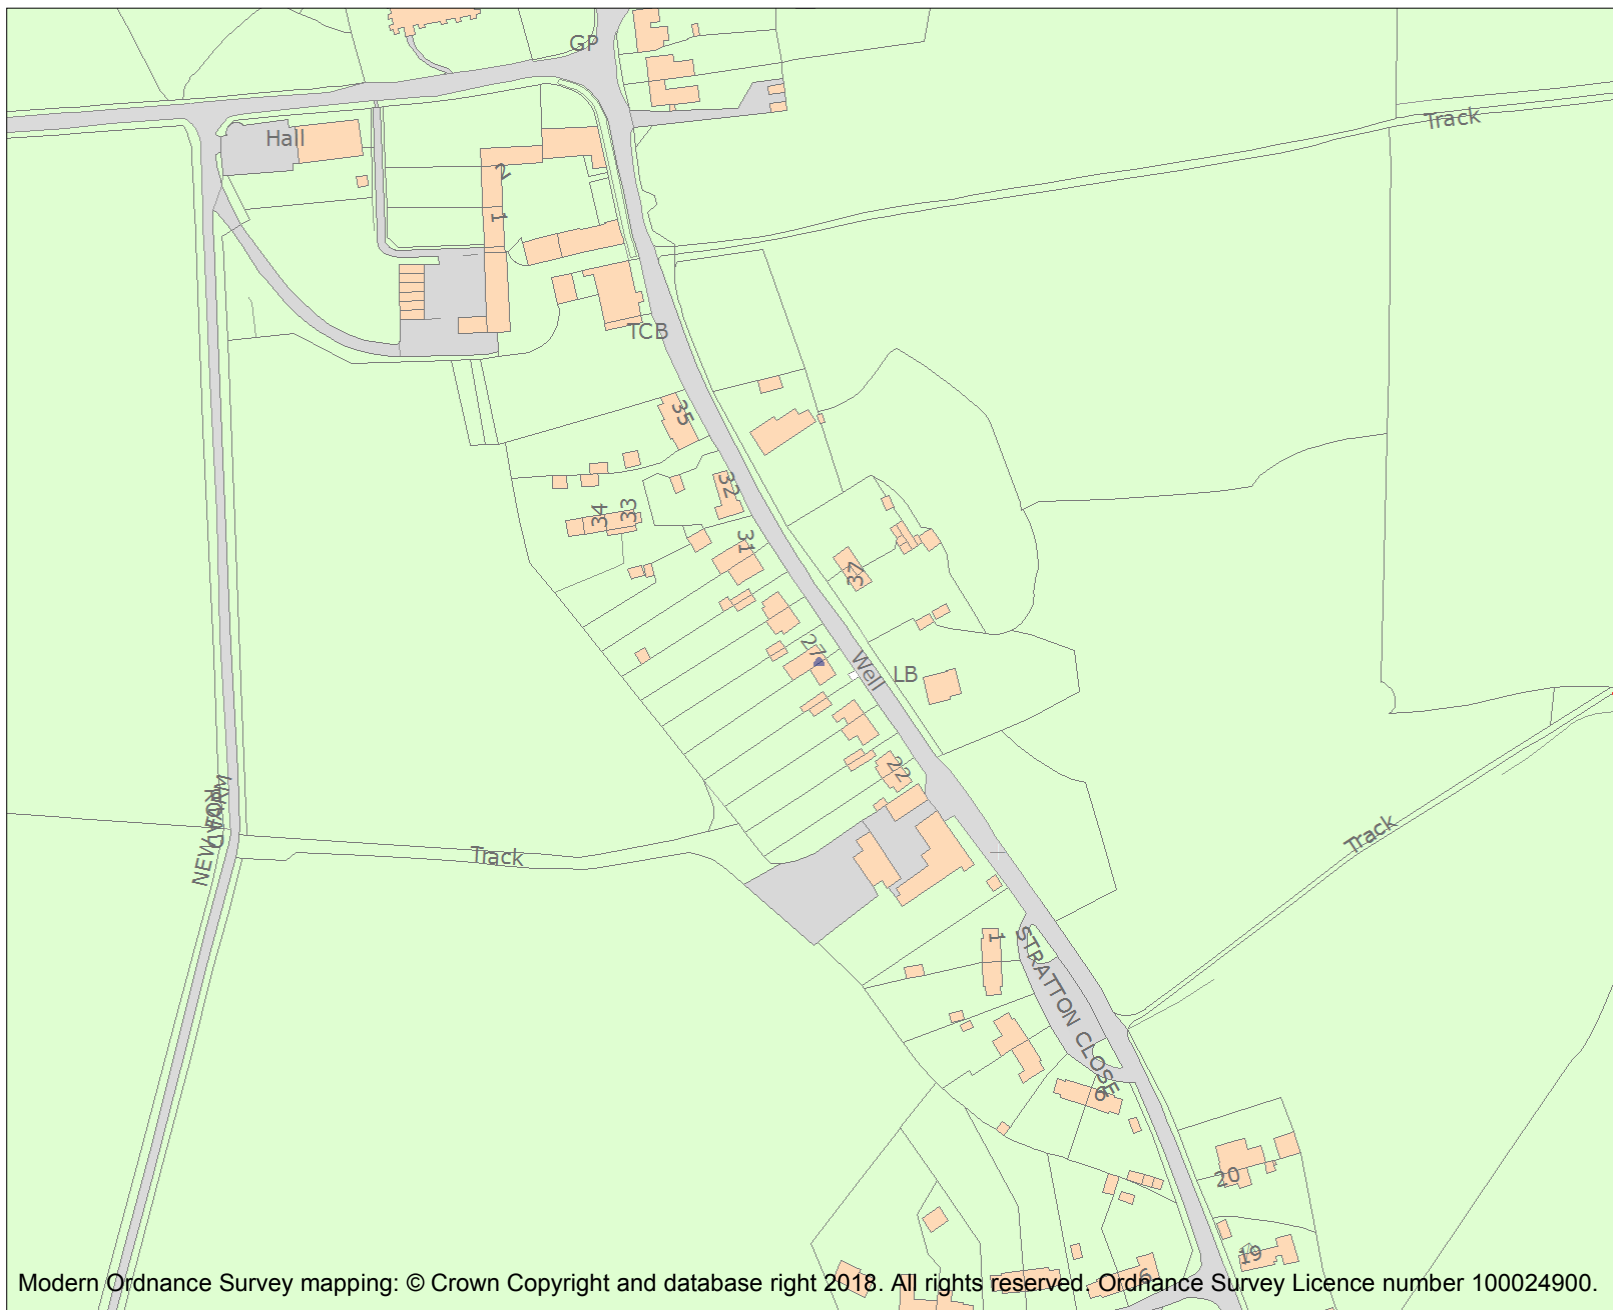 GP
Hall
Track
2
1
TCB
35
32
34
33
31
37
27
Well
LB
22
NEW FARM
ROAD
Track
Track
1
STRATTON CLOSE
6
20
19
16
Modern Ordnance Survey mapping: © Crown Copyright and database right 2018. All rights reserved. Ordnance Survey Licence number 100024900.